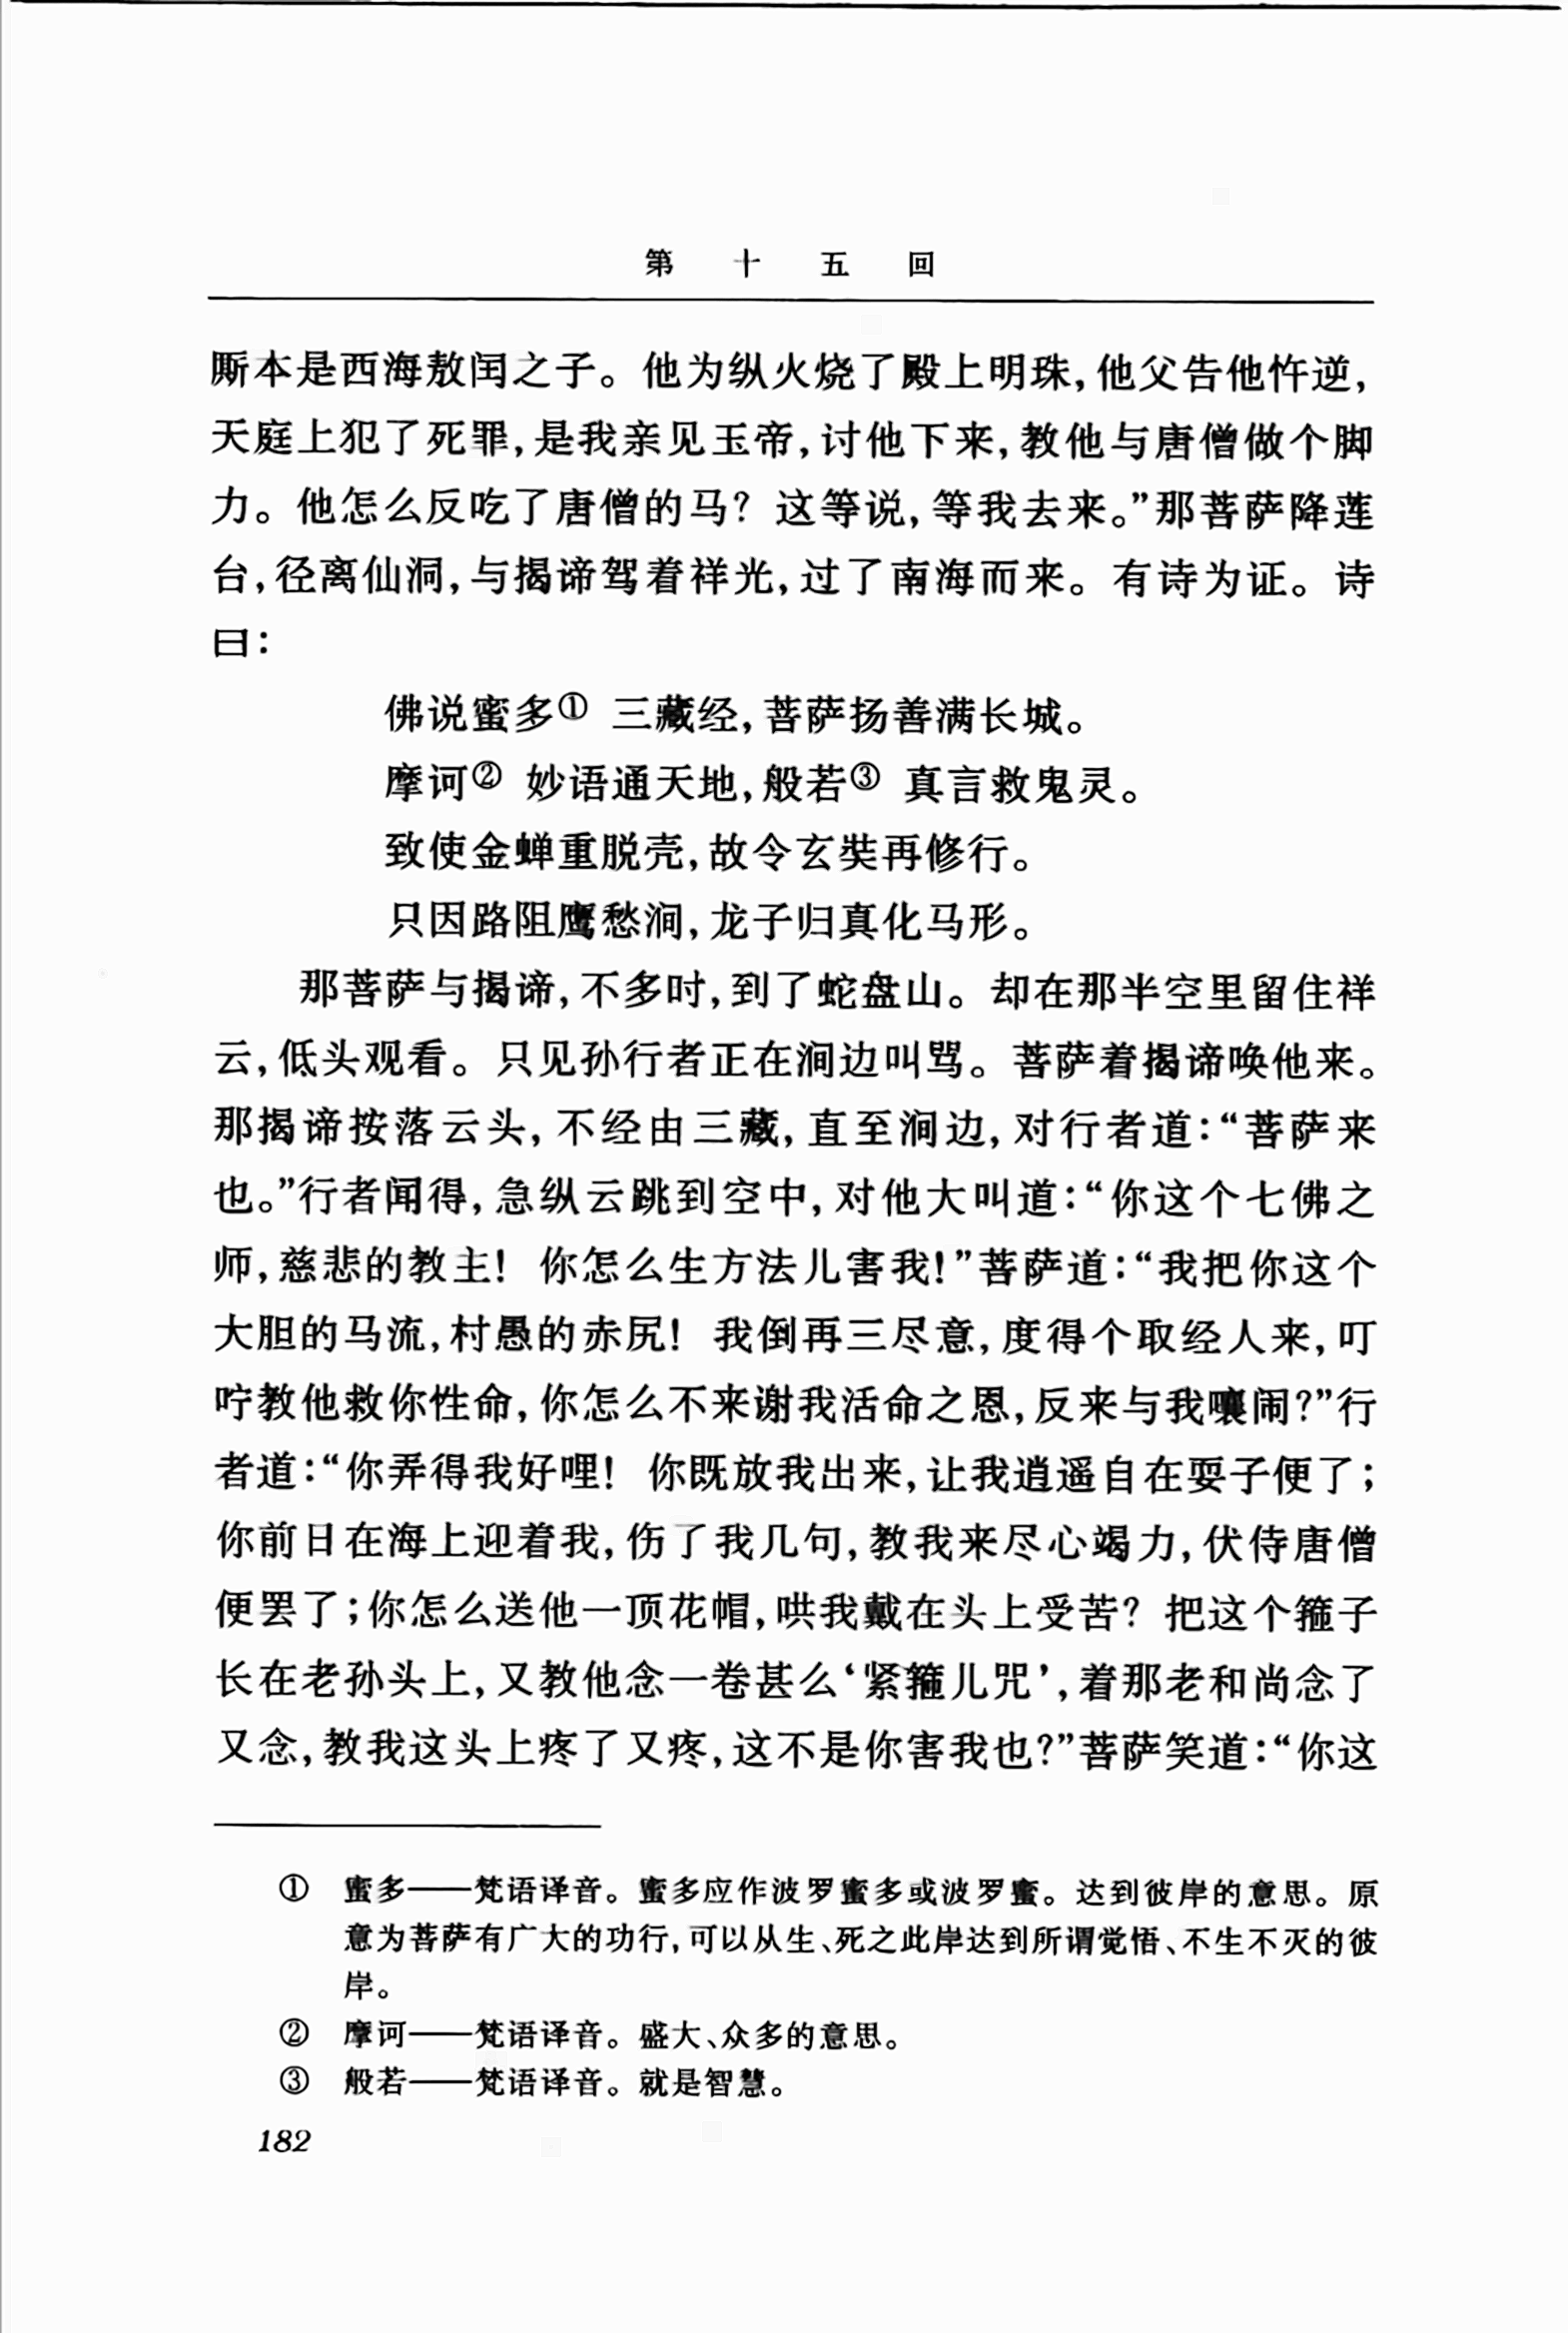 第十五回
厮本是西海敖闰之子。他为纵火烧了殿上明珠,他父告他忤逆,
天庭上犯了死罪,是我亲见玉帝,讨他下来,教他与唐僧做个脚
力。他怎么反吃了唐僧的马?这等说,等我去来。”那菩萨降莲
台,径离仙洞,与揭谛驾着祥光,过了南海而来。有诗为证。诗
曰:
佛说蜜多① 三藏经,菩萨扬善满长城。
摩诃② 妙语通天地,般若③ 真言救鬼灵。
致使金蝉重脱壳,故令玄奘再修行。
只因路阻鹰愁涧,龙子归真化马形。
那菩萨与揭谛,不多时,到了蛇盘山。却在那半空里留住祥
云,低头观看。只见孙行者正在涧边叫骂。菩萨着揭谛唤他来。
那揭谛按落云头,不经由三藏,直至涧边,对行者道:“菩萨来
也。”行者闻得,急纵云跳到空中,对他大叫道:“你这个七佛之
师,慈悲的教主!你怎么生方法儿害我!”菩萨道:“我把你这个
大胆的马流,村愚的赤尻!我倒再三尽意,度得个取经人来,叮
咛教他救你性命,你怎么不来谢我活命之恩,反来与我嚷闹?”行
者道:“你弄得我好哩!你既放我出来,让我逍遥自在耍子便了;
你前日在海上迎着我,伤了我几句,教我来尽心竭力,伏侍唐僧
便罢了;你怎么送他一顶花帽,哄我戴在头上受苦?把这个箍子
长在老孙头上,又教他念一卷甚么‘紧箍儿咒’,着那老和尚念了
又念,教我这头上疼了又疼,这不是你害我也?”菩萨笑道:“你这
① 蜜多——梵语译音。蜜多应作波罗蜜多或波罗蜜。达到彼岸的意思。原
意为菩萨有广大的功行,可以从生、死之此岸达到所谓觉悟、不生不灭的彼
岸。
② 摩诃——梵语译音。盛大、众多的意思。
③ 般若——梵语译音。就是智慧。
182